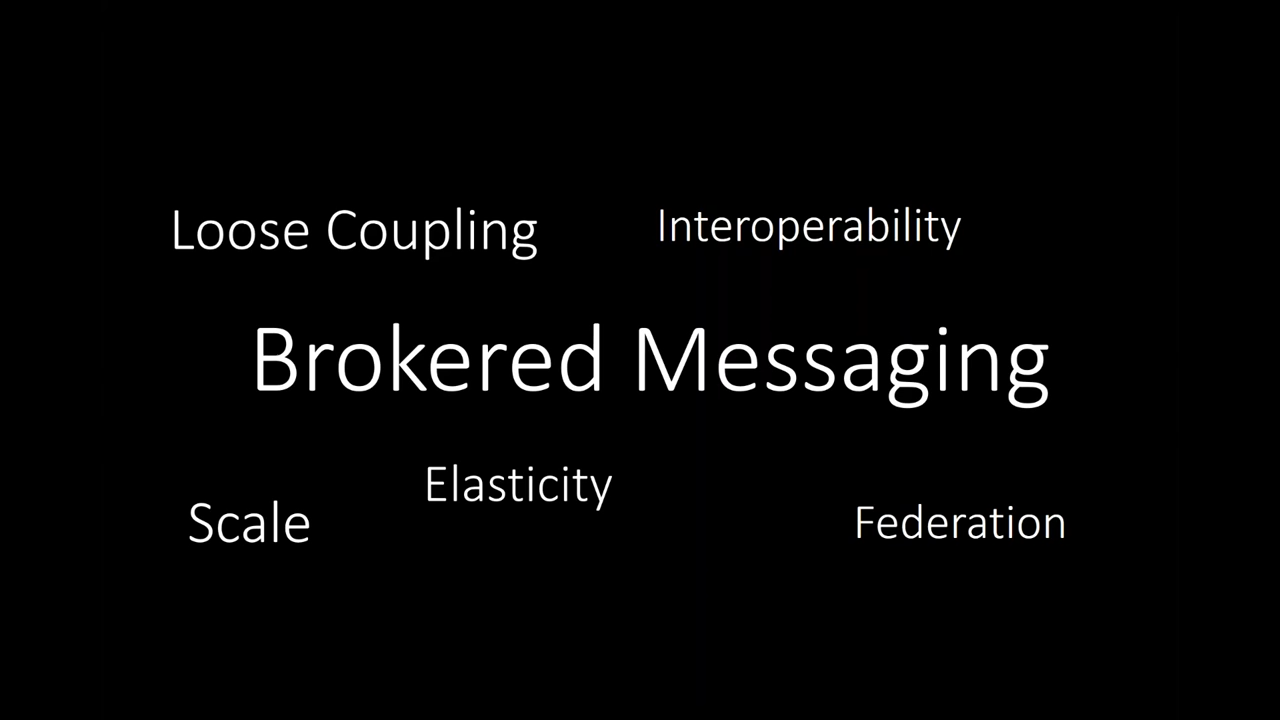 Loose Coupling
Interoperability
Brokered Messaging
Elasticity
Scale
Federation